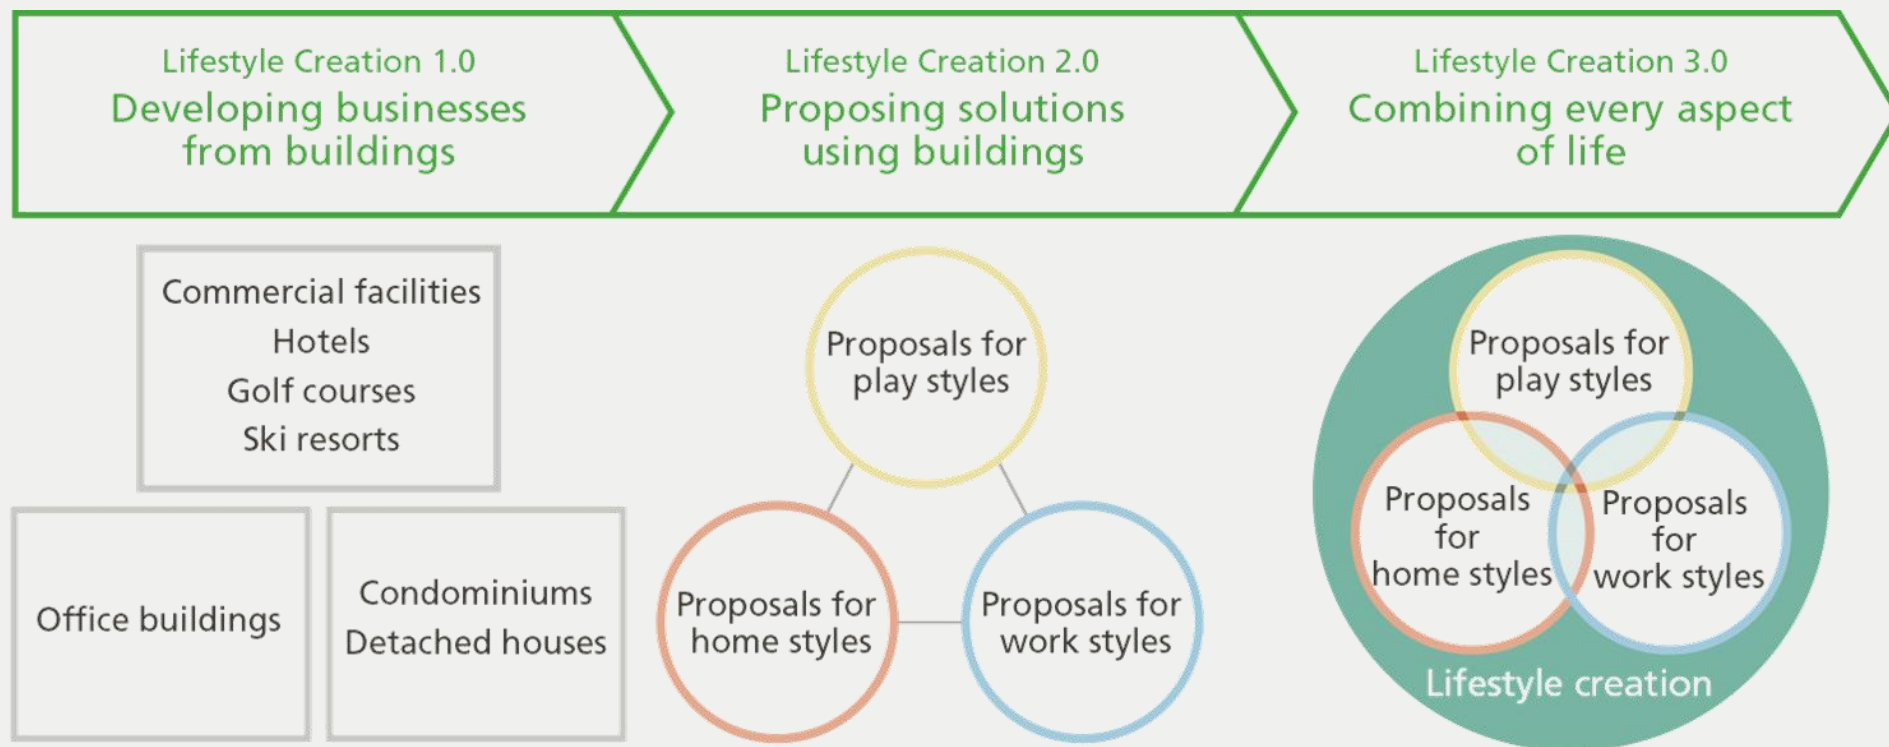 Lifestyle Creation 1.0
Developing businesses
from buildings
Lifestyle Creation 2.0
Proposing solutions
using buildings
Lifestyle Creation 3.0
Combining every aspect
of life
Commercial facilities
Hotels
Golf courses
Ski resorts
Office buildings
Condominiums
Detached houses
Proposals for
play styles
Proposals for
home styles
Proposals for
work styles
Proposals for
play styles
Proposals
for
home styles
Proposals
for
work styles
Lifestyle creation